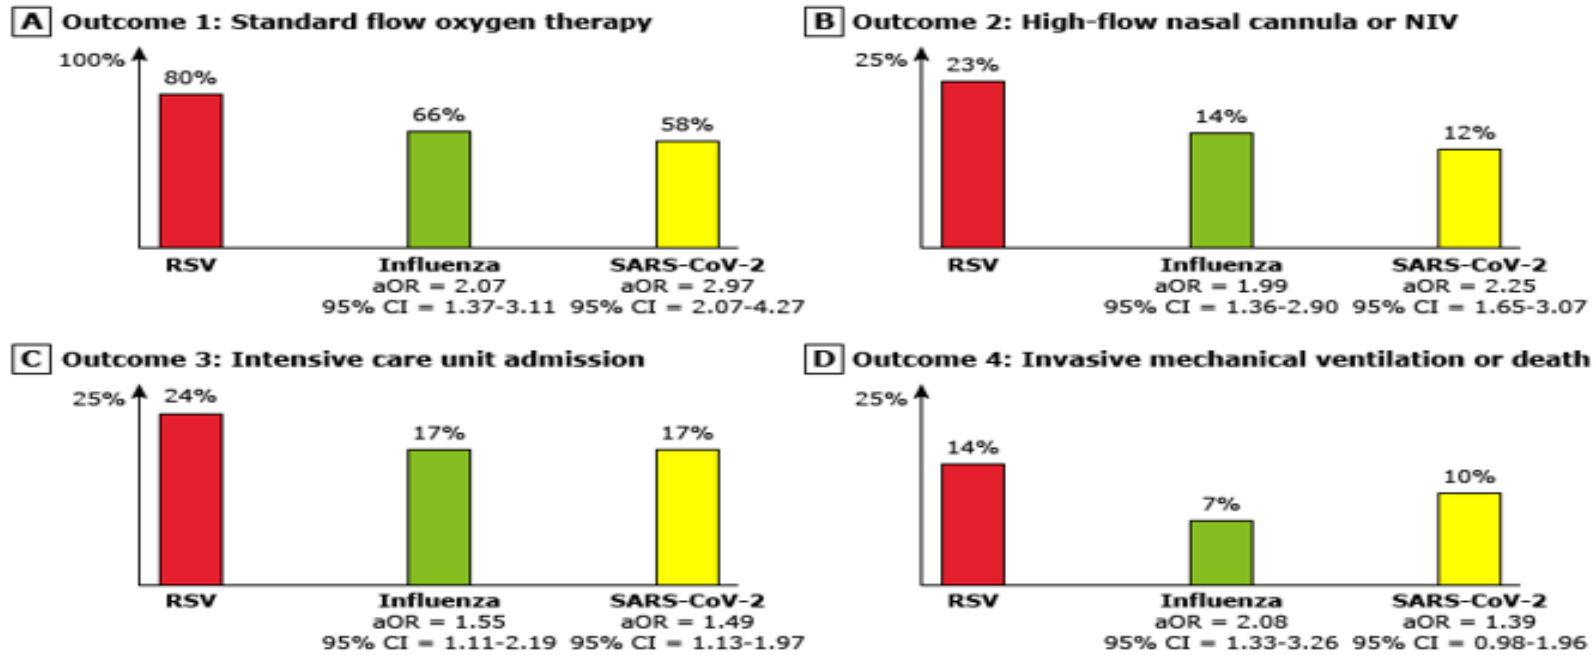 A Outcome 1: Standard flow oxygen therapy
100%
80%
66%
58%
RSV
Influenza
SARS-CoV-2
aOR = 2.07
aOR = 2.97
95% CI = 1.37-3.11
95% CI = 2.07-4.27
B Outcome 2: High-flow nasal cannula or NIV
25%
23%
14%
12%
RSV
Influenza
SARS-CoV-2
aOR = 1.99
aOR = 2.25
95% CI = 1.36-2.90
95% CI = 1.65-3.07
C Outcome 3: Intensive care unit admission
25%
24%
17%
17%
RSV
Influenza
SARS-CoV-2
aOR = 1.55
aOR = 1.49
95% CI = 1.11-2.19
95% CI = 1.13-1.97
D Outcome 4: Invasive mechanical ventilation or death
25%
14%
7%
10%
RSV
Influenza
SARS-CoV-2
aOR = 2.08
aOR = 1.39
95% CI = 1.33-3.26
95% CI = 0.98-1.96